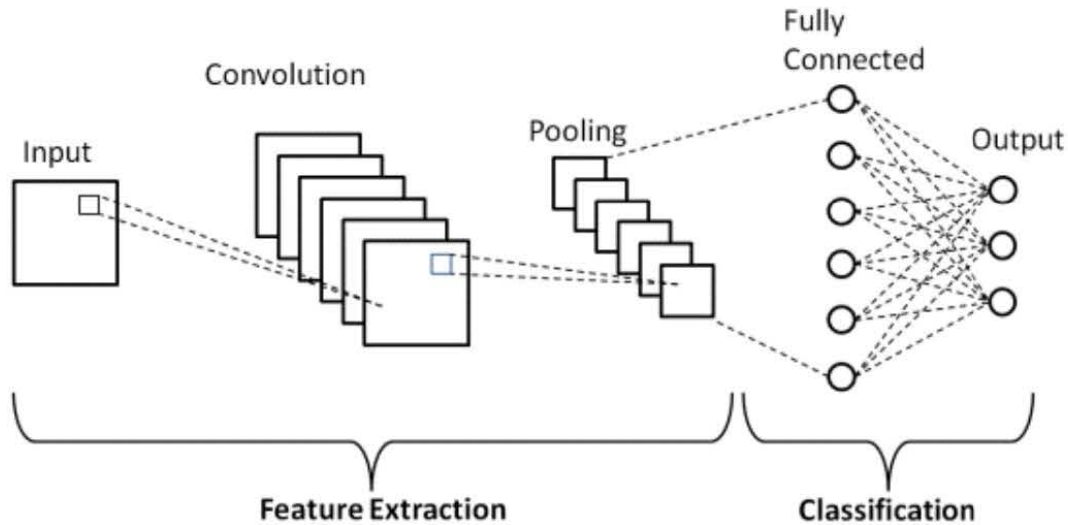 Input
Convolution
Pooling
Fully
Connected
Output
Feature Extraction
Classification